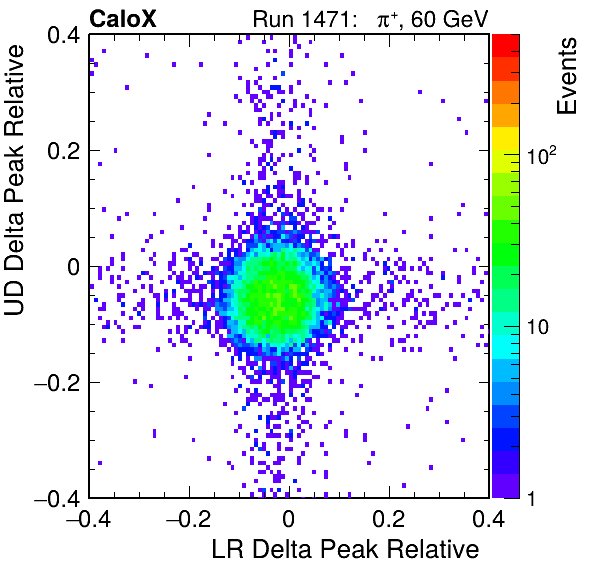 CaloX Run 1471: π⁺, 60 GeV
Events
UD Delta Peak Relative
0.4
0.2
0
−0.2
−0.4
−0.4 −0.2 0 0.2 0.4
LR Delta Peak Relative
10²
10
1